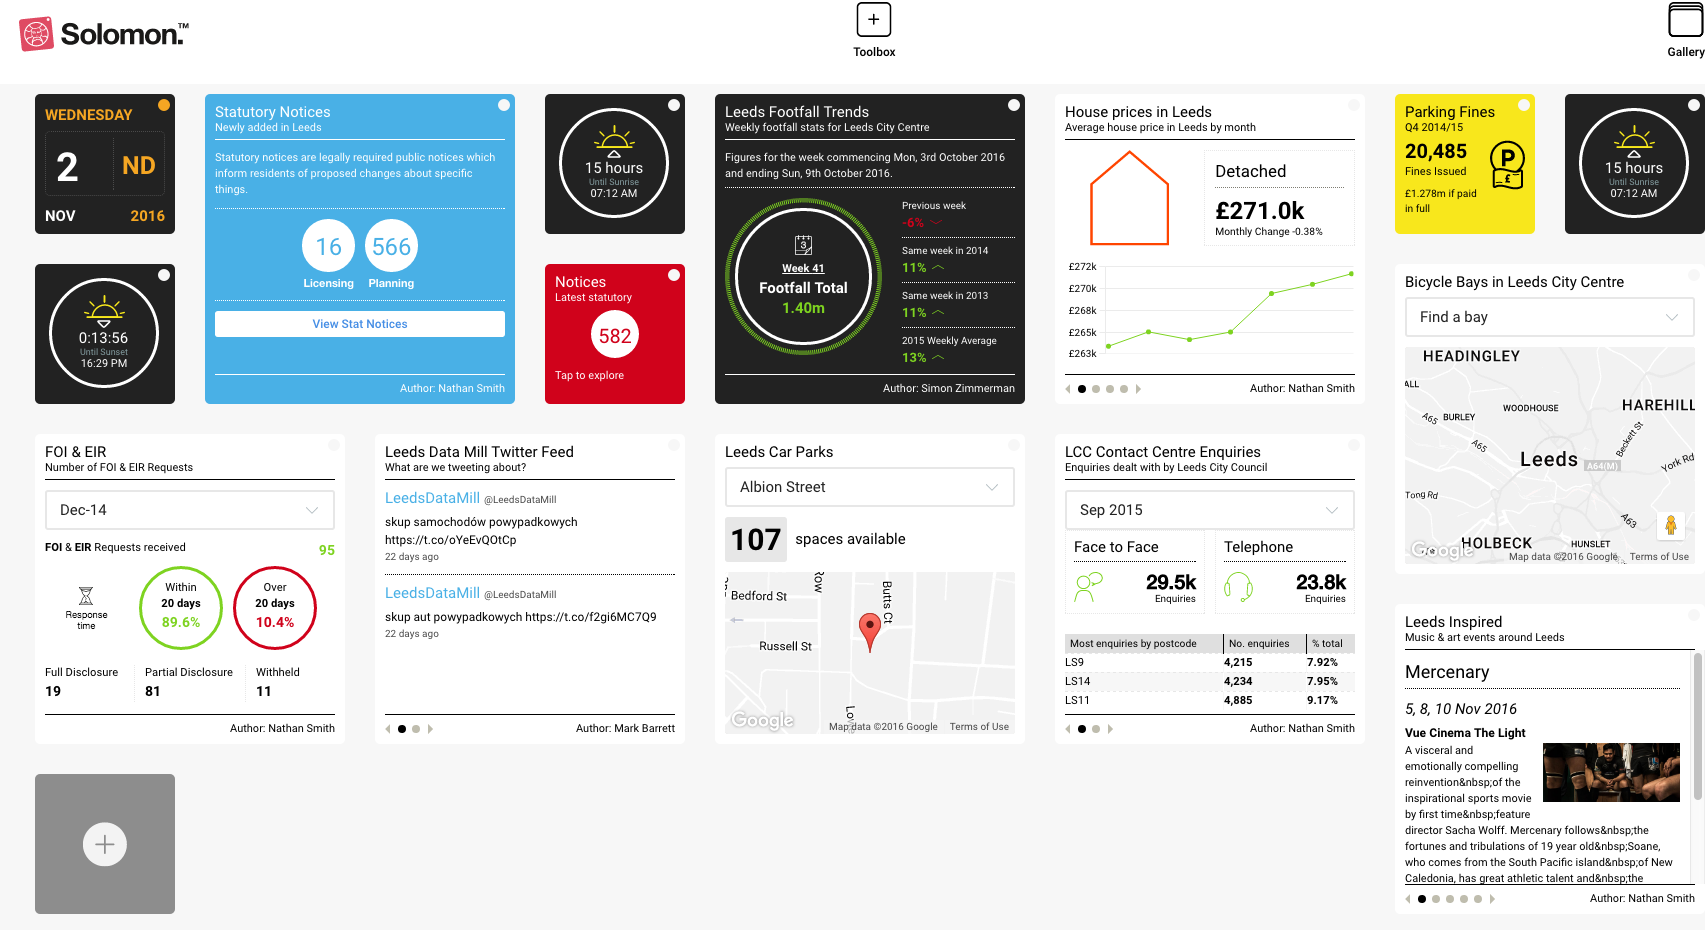 Solomon.™
Toolbox
Gallery
WEDNESDAY
2 ND
NOV 2016
Statutory Notices
Newly added in Leeds
Statutory notices are legally required public notices which
inform residents of proposed changes about specific
things.
16 566
Licensing Planning
View Stat Notices
Author: Nathan Smith
15 hours
Until Sunrise
07:12 AM
Leeds Footfall Trends
Weekly footfall stats for Leeds City Centre
Figures for the week commencing Mon, 3rd October 2016
and ending Sun, 9th October 2016.
3
Week 41
Footfall Total
1.40m
Previous week
-6%
Same week in 2014
11%
Same week in 2013
11%
2015 Weekly Average
13%
Author: Simon Zimmerman
House prices in Leeds
Average house price in Leeds by month
Detached
£271.0k
Monthly Change -0.38%
£272k
£270k
£268k
£265k
£263k
Author: Nathan Smith
Parking Fines
Q4 2014/15
20,485
Fines Issued
£1.278m if paid
in full
P
£
15 hours
Until Sunrise
07:12 AM
0:13:56
Until Sunset
16:29 PM
Notices
Latest statutory
582
Tap to explore
Bicycle Bays in Leeds City Centre
Find a bay
HEADINGLEY
ALL
WOODHOUSE
HAREHILL
A65
BURLEY
A65
Beckett St
Leeds
A64(M)
York Rd
Tong Rd
A63
HOLBECK
HUNSLET
Google
Map data ©2016 Google
Terms of Use
FOI & EIR
Number of FOI & EIR Requests
Dec-14
FOI & EIR Requests received 95
Response
time
Within
20 days
89.6%
Over
20 days
10.4%
Full Disclosure Partial Disclosure Withheld
19 81 11
Author: Nathan Smith
Leeds Data Mill Twitter Feed
What are we tweeting about?
LeedsDataMill @LeedsDataMill
skup samochodów powypadkowych
https://t.co/oYeEvQOtCp
22 days ago
LeedsDataMill @LeedsDataMill
skup aut powypadkowych https://t.co/f2gi6MC7Q9
22 days ago
Author: Mark Barrett
Leeds Car Parks
Albion Street
107 spaces available
Row
Bedford St
Butts Ct
Russell St
Google
Map data ©2016 Google
Terms of Use
LCC Contact Centre Enquiries
Enquiries dealt with by Leeds City Council
Sep 2015
Face to Face
29.5k
Enquiries
Telephone
23.8k
Enquiries
Most enquiries by postcode No. enquiries % total
LS9 4,215 7.92%
LS14 4,234 7.95%
LS11 4,885 9.17%
Author: Nathan Smith
Leeds Inspired
Music & art events around Leeds
Mercenary
5, 8, 10 Nov 2016
Vue Cinema The Light
A visceral and
emotionally compelling
reinvention&nbsp;of the
inspirational sports movie
by first time&nbsp;feature
director Sacha Wolff. Mercenary follows&nbsp;the
fortunes and tribulations of 19 year old&nbsp;Soane,
who comes from the South Pacific island&nbsp;of New
Caledonia, has great athletic talent and&nbsp;the
Author: Nathan Smith